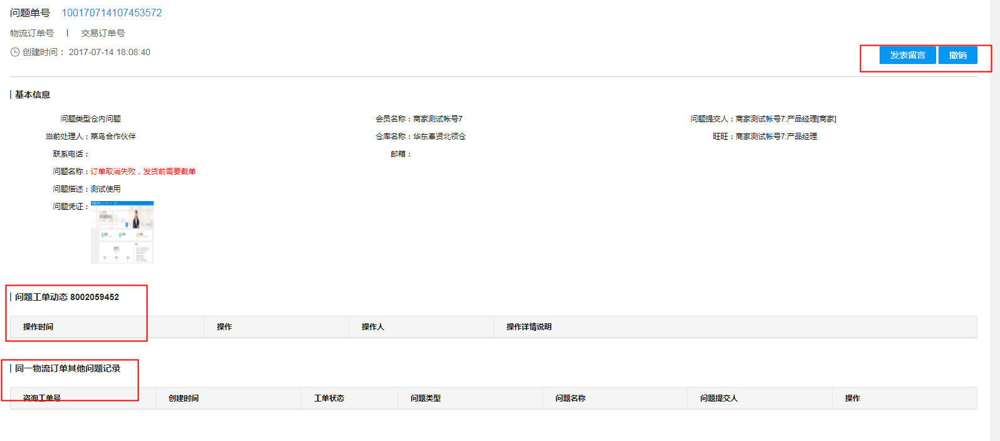 问题单号 100170714107453572
物流订单号 | 交易订单号
创建时间： 2017-07-14 18:08:40
发表留言 撤销
基本信息
问题类型仓内问题 会员名称：商家测试帐号7 问题提交人：商家测试帐号7:产品经理[商家]
当前处理人：菜鸟合作伙伴 仓库名称：华东奉贤北领仓 旺旺：商家测试帐号7:产品经理
联系电话： 邮箱：
问题名称：订单取消失败，发货前需要截单
问题描述：测试使用
问题凭证：
问题工单动态 8002059452
操作时间 操作 操作人 操作详情说明
同一物流订单其他问题记录
咨询工单号 创建时间 工单状态 问题类型 问题名称 问题提交人 操作